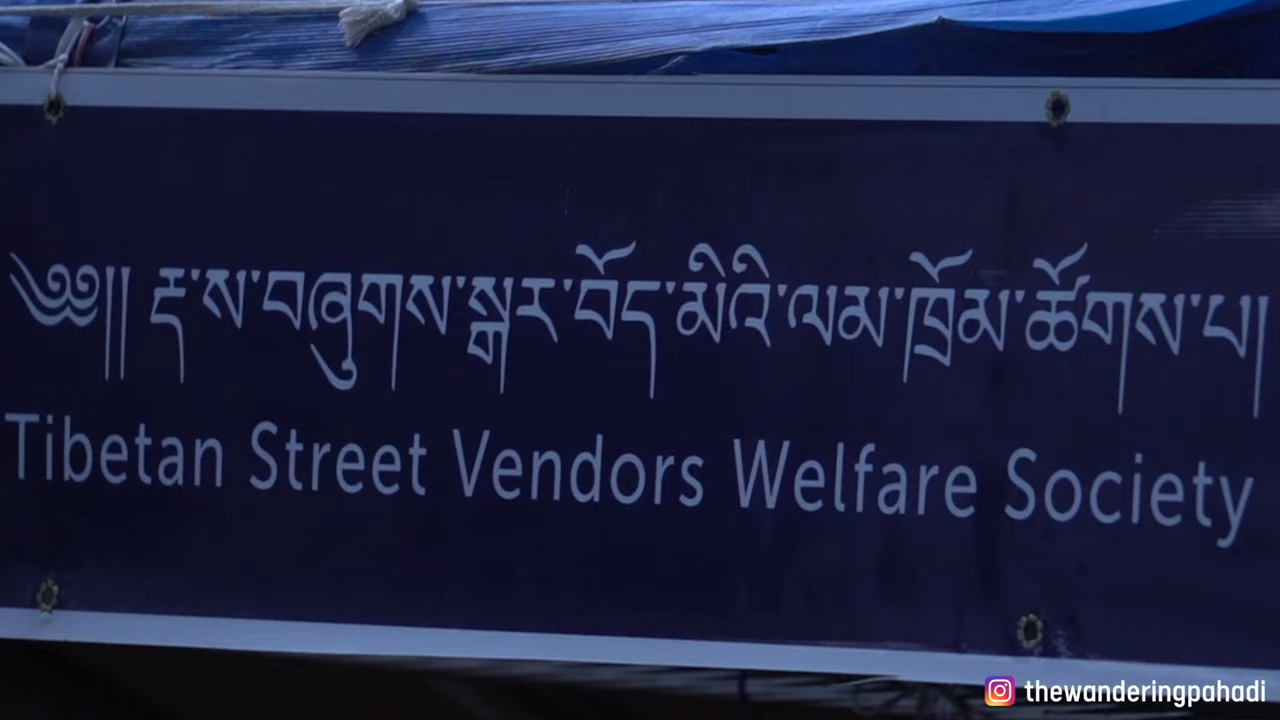 ༄༅།། རྡ་ས་བཞུགས་སྒར་བོད་མིའི་ལམ་ཁྲོམ་ཚོགས་པ།
Tibetan Street Vendors Welfare Society
thewanderingpahadi